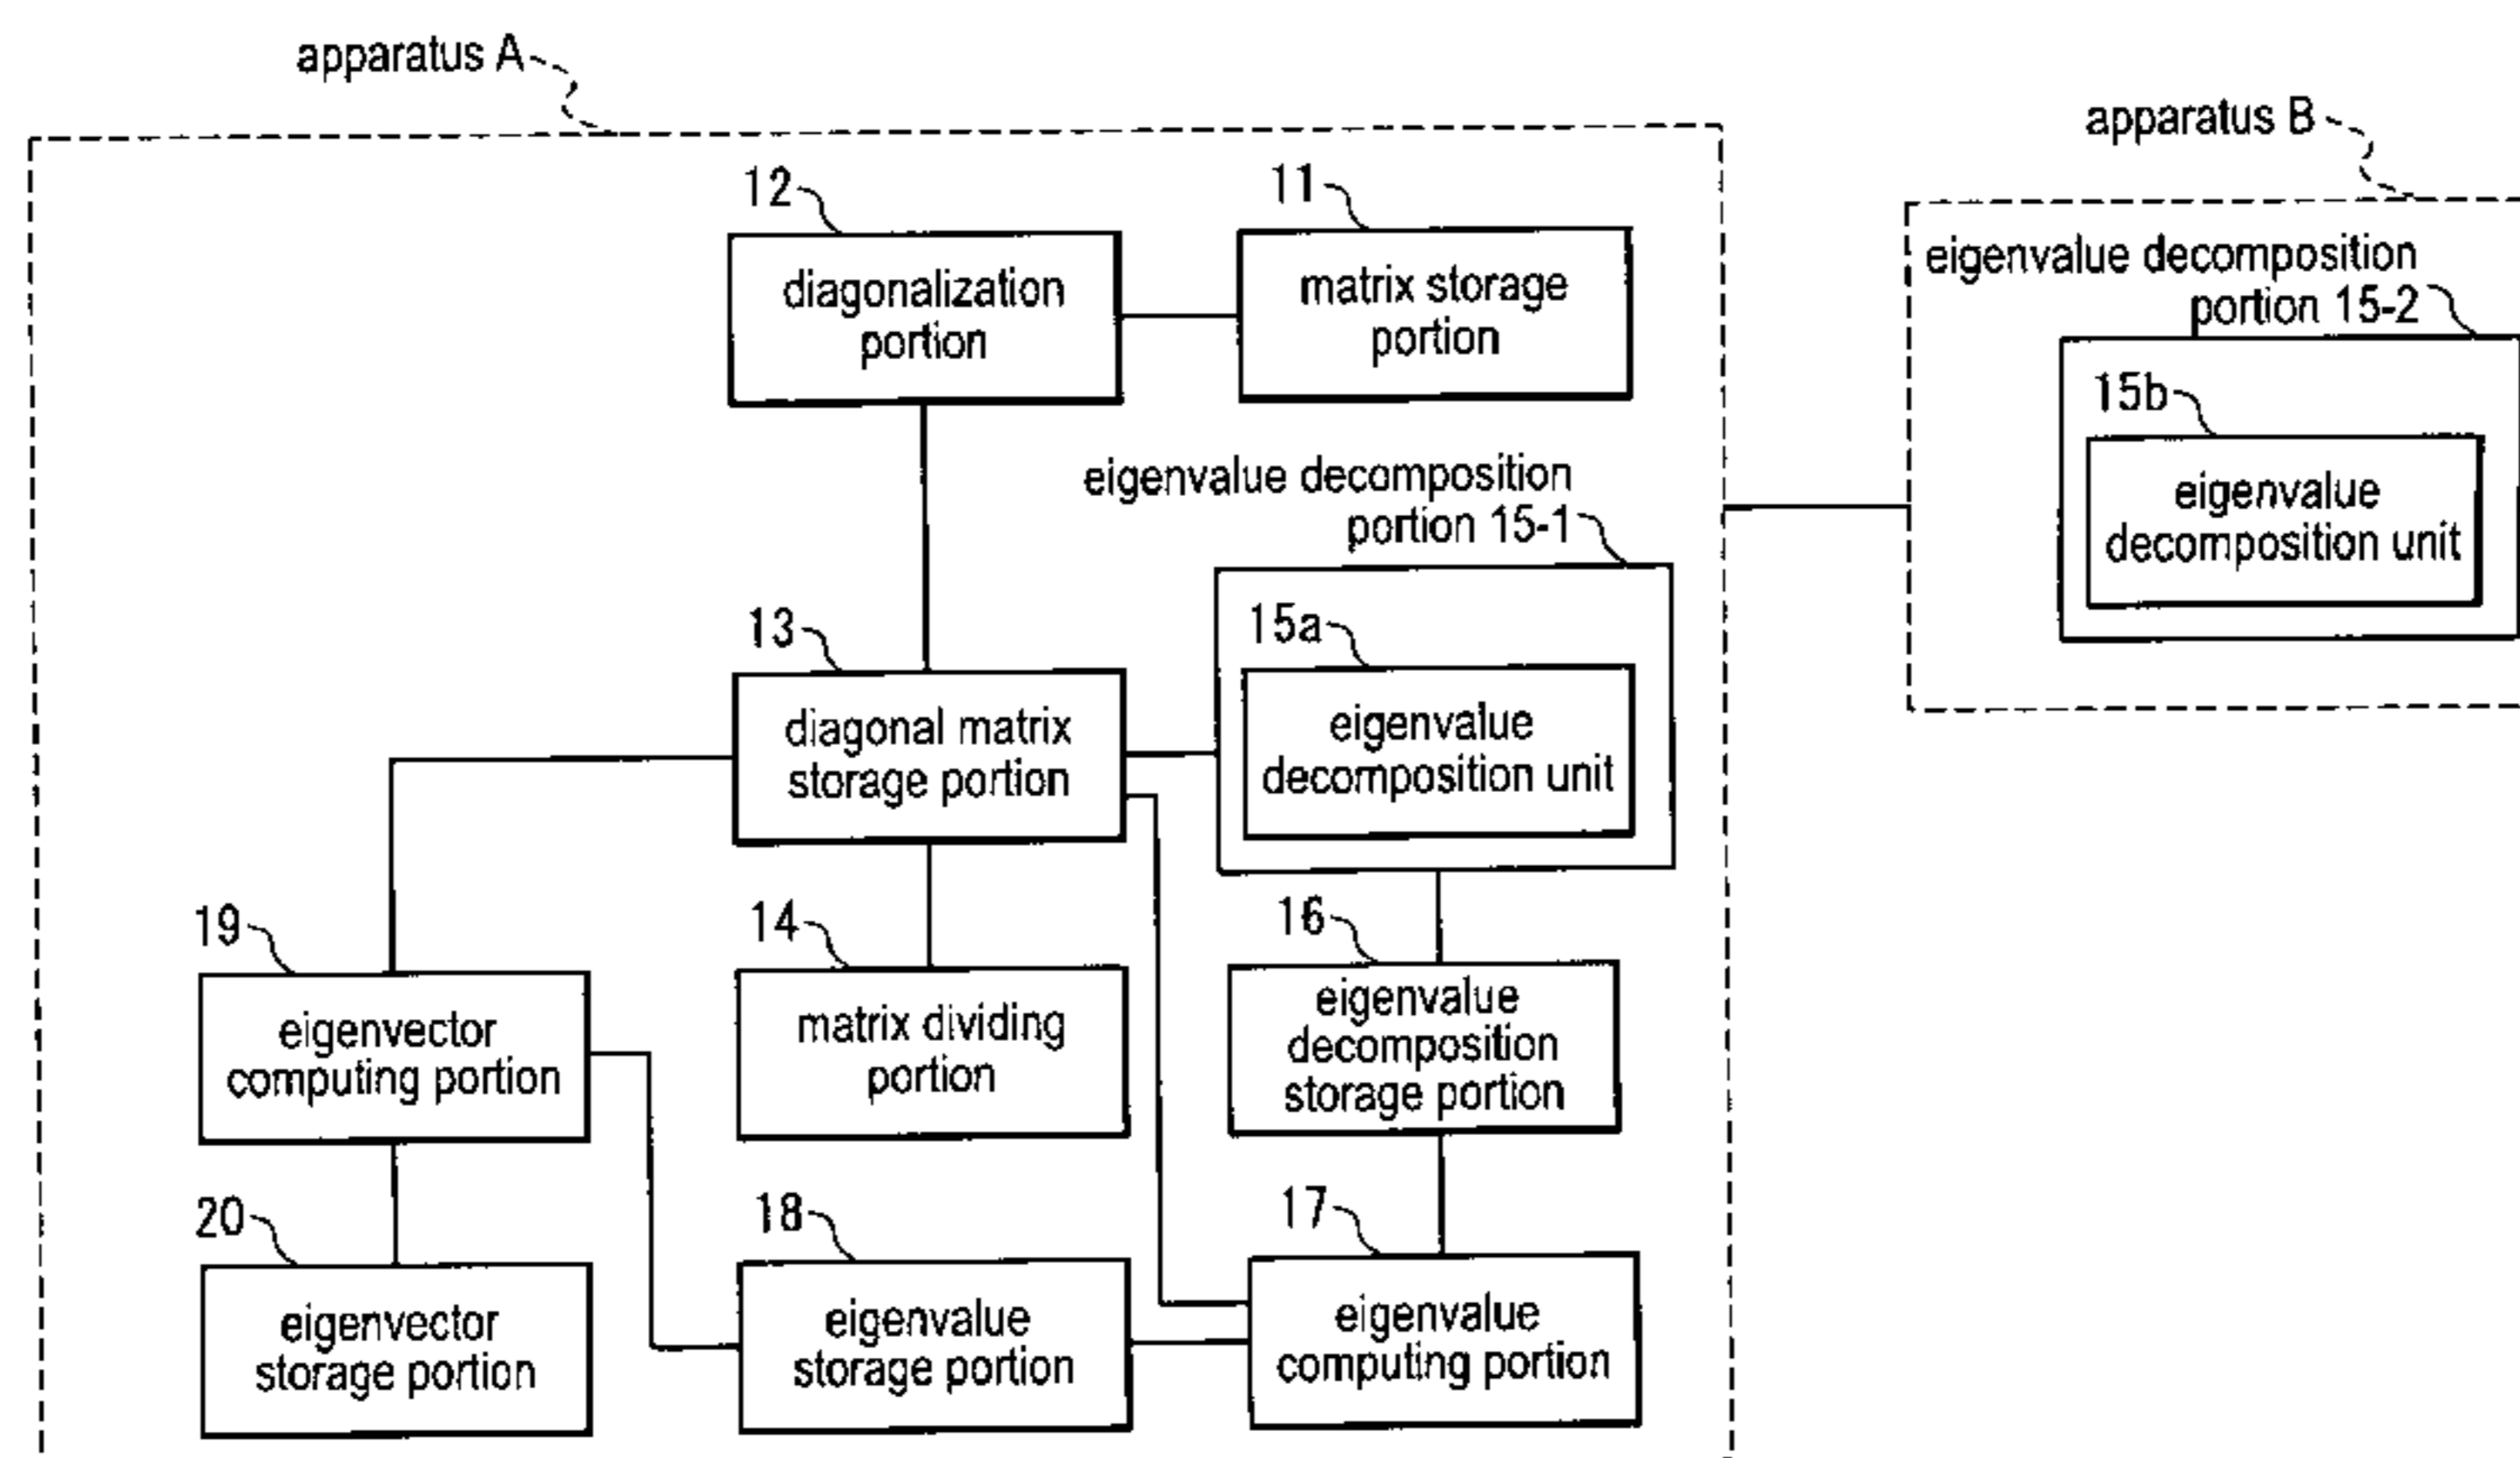 apparatus A
apparatus B
12
11
diagonalization
portion
matrix storage
portion
eigenvalue decomposition
portion 15-2
15b
eigenvalue
decomposition unit
eigenvalue decomposition
portion 15-1
13
15a
diagonal matrix
storage portion
eigenvalue
decomposition unit
19
14
16
eigenvector
computing portion
matrix dividing
portion
eigenvalue
decomposition
storage portion
20
18
17
eigenvector
storage portion
eigenvalue
storage portion
eigenvalue
computing portion